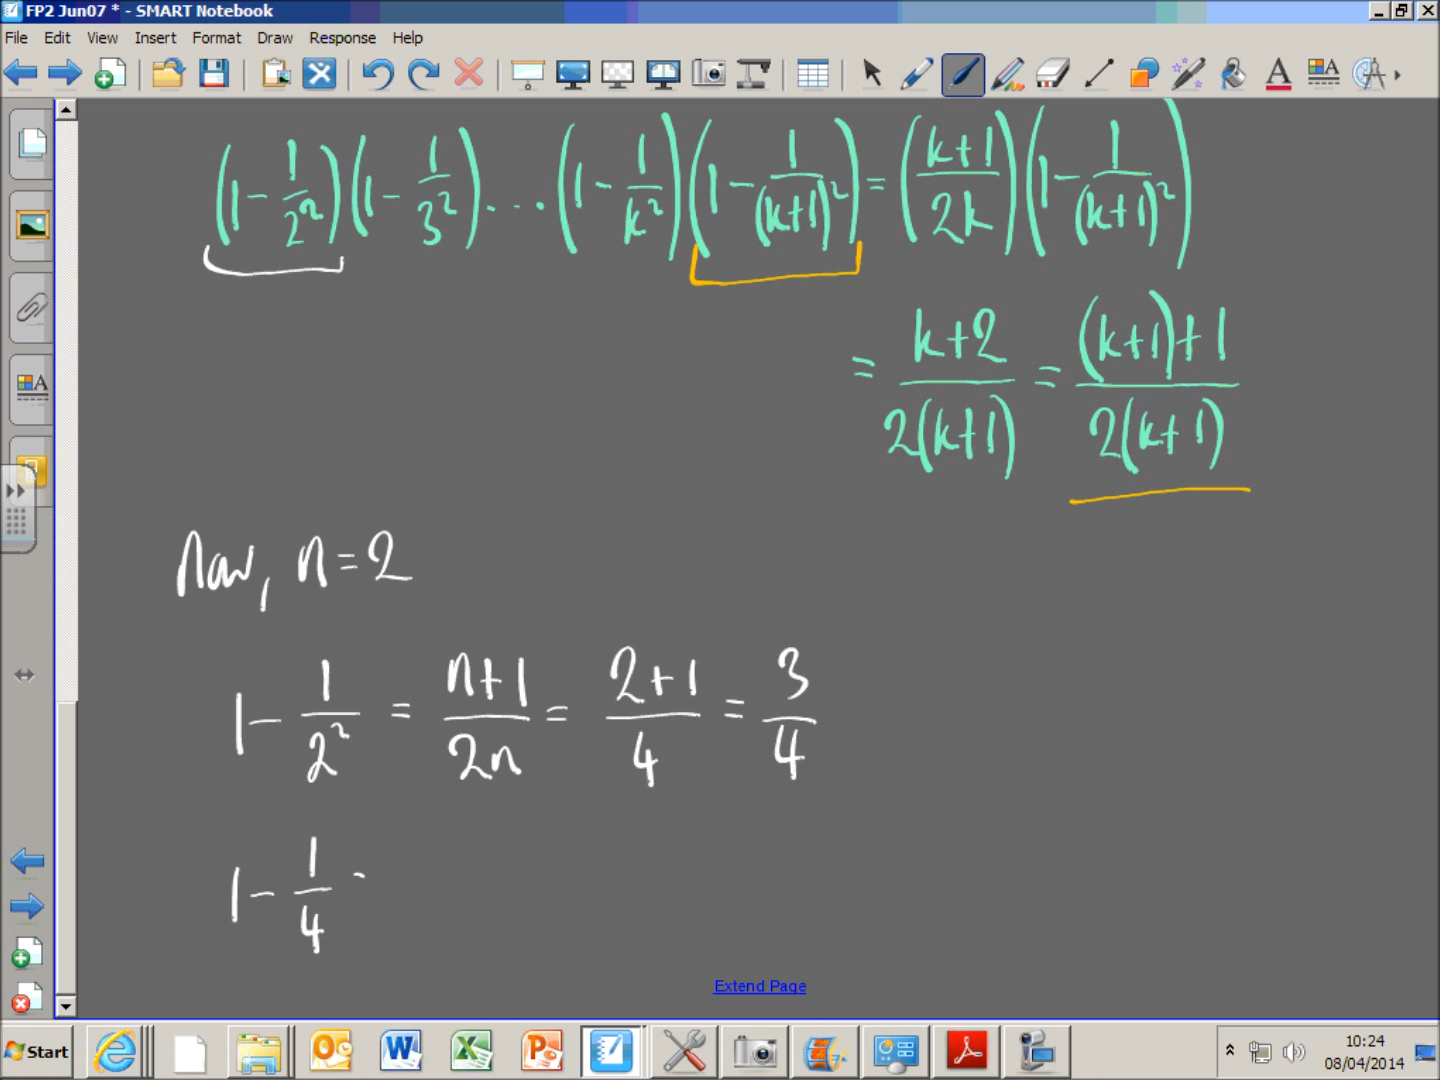 FP2 Jun07 * - SMART Notebook
File Edit View Insert Format Draw Response Help
(1 - 1/2²)(1 - 1/3²)...(1 - 1/k²)(1 - 1/(k+1)²) = ((k+1)/2k)(1 - 1/(k+1)²)
= (k+2)/2(k+1) = ((k+1)+1)/2(k+1)
Now, n = 2
1 - 1/2² = (n+1)/2n = (2+1)/4 = 3/4
1 - 1/4 -
Extend Page
Start
10:24
08/04/2014